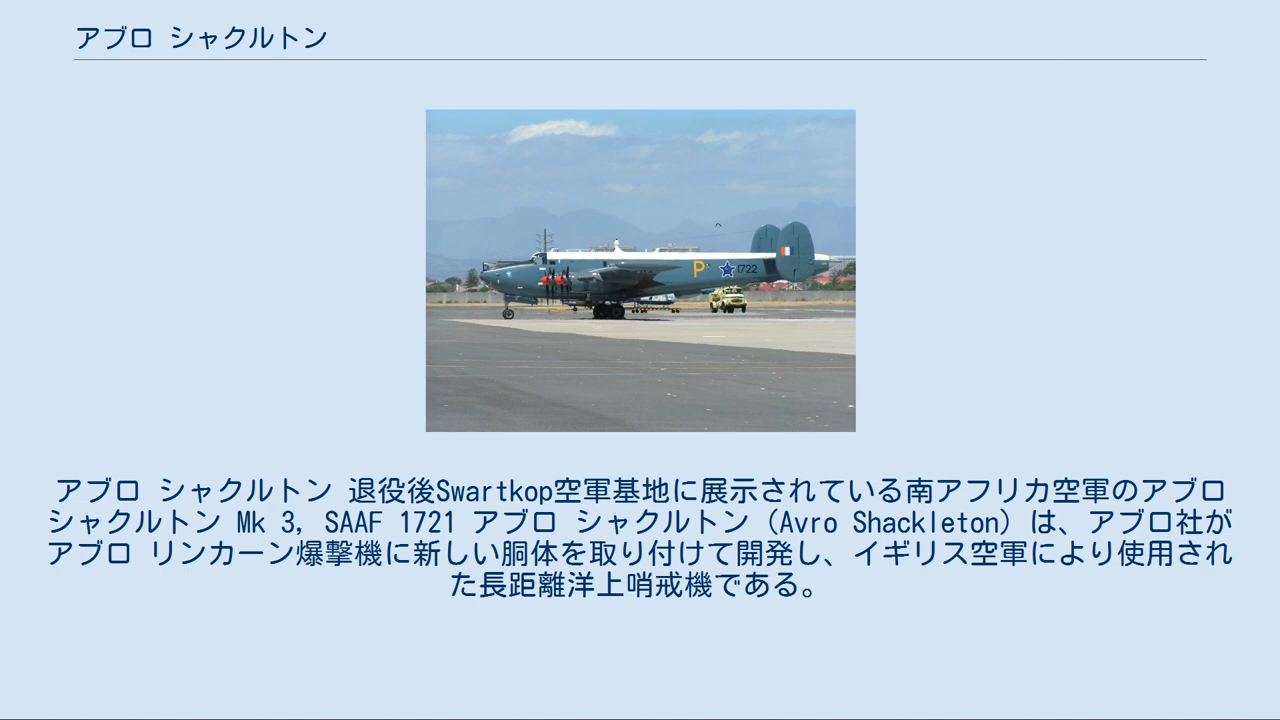 アブロ シャクルトン
P 1722
アブロ シャクルトン 退役後Swartkop空軍基地に展示されている南アフリカ空軍のアブロ
シャクルトン Mk 3, SAAF 1721 アブロ シャクルトン（Avro Shackleton）は、アブロ社が
アブロ リンカーン爆撃機に新しい胴体を取り付けて開発し、イギリス空軍により使用され
た長距離洋上哨戒機である。